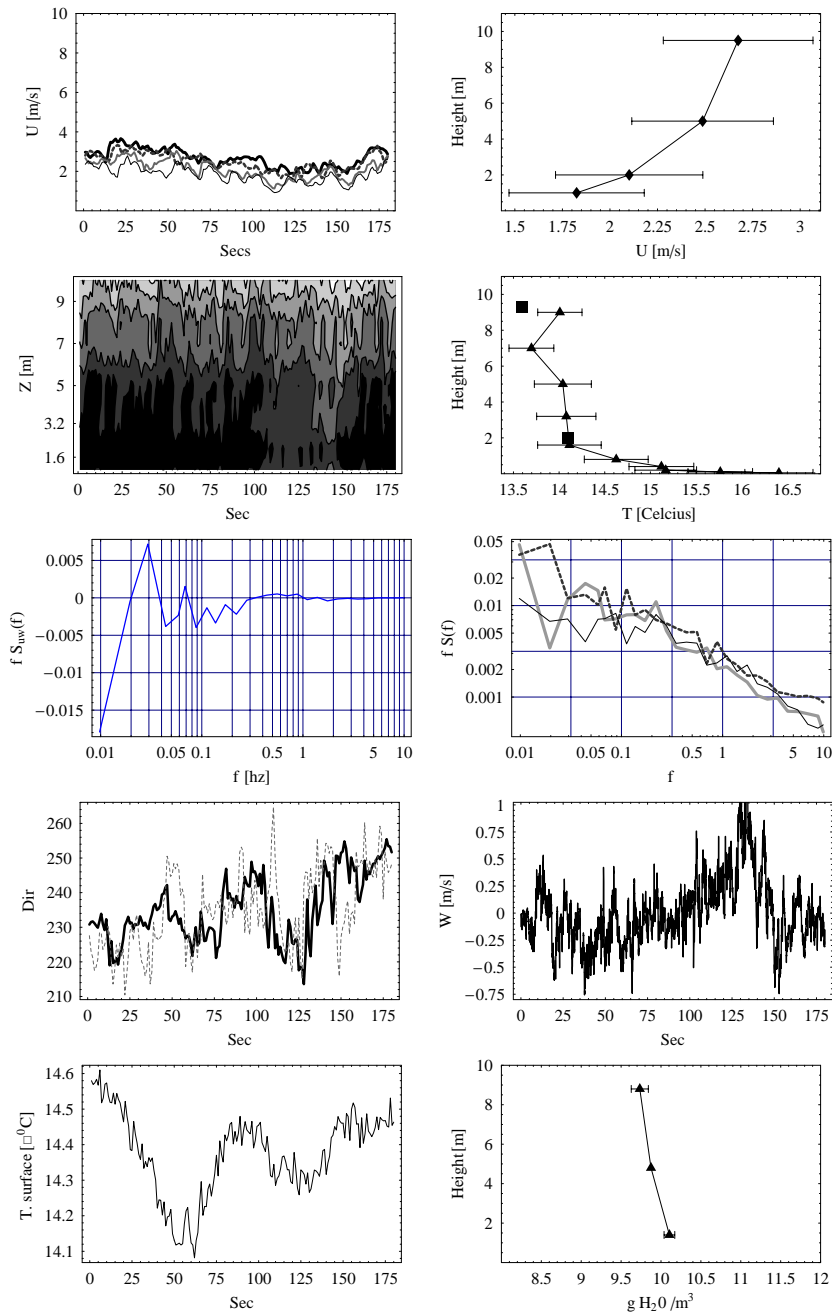 10
8
6
4
2
U [m/s]
0 25 50 75 100 125 150 175
Secs
10
8
6
4
2
0
Height [m]
1.5 1.75 2 2.25 2.5 2.75 3
U [m/s]
9
7
5
3.2
1.6
Z [m]
0 25 50 75 100 125 150 175
Sec
10
8
6
4
2
0
Height [m]
13.5 14 14.5 15 15.5 16 16.5
T [Celcius]
0.005
0
−0.005
−0.01
−0.015
f Suw(f)
0.01 0.05 0.1 0.5 1 5 10
f [hz]
0.05
0.01
0.005
0.001
f S(f)
0.01 0.05 0.1 0.5 1 5 10
f
260
250
240
230
220
210
Dir
0 25 50 75 100 125 150 175
Sec
1
0.75
0.5
0.25
0
−0.25
−0.5
−0.75
W [m/s]
0 25 50 75 100 125 150 175
Sec
14.6
14.5
14.4
14.3
14.2
14.1
T. surface [□⁰C]
0 25 50 75 100 125 150 175
Sec
10
8
6
4
2
Height [m]
8.5 9 9.5 10 10.5 11 11.5 12
g H₂0 /m³